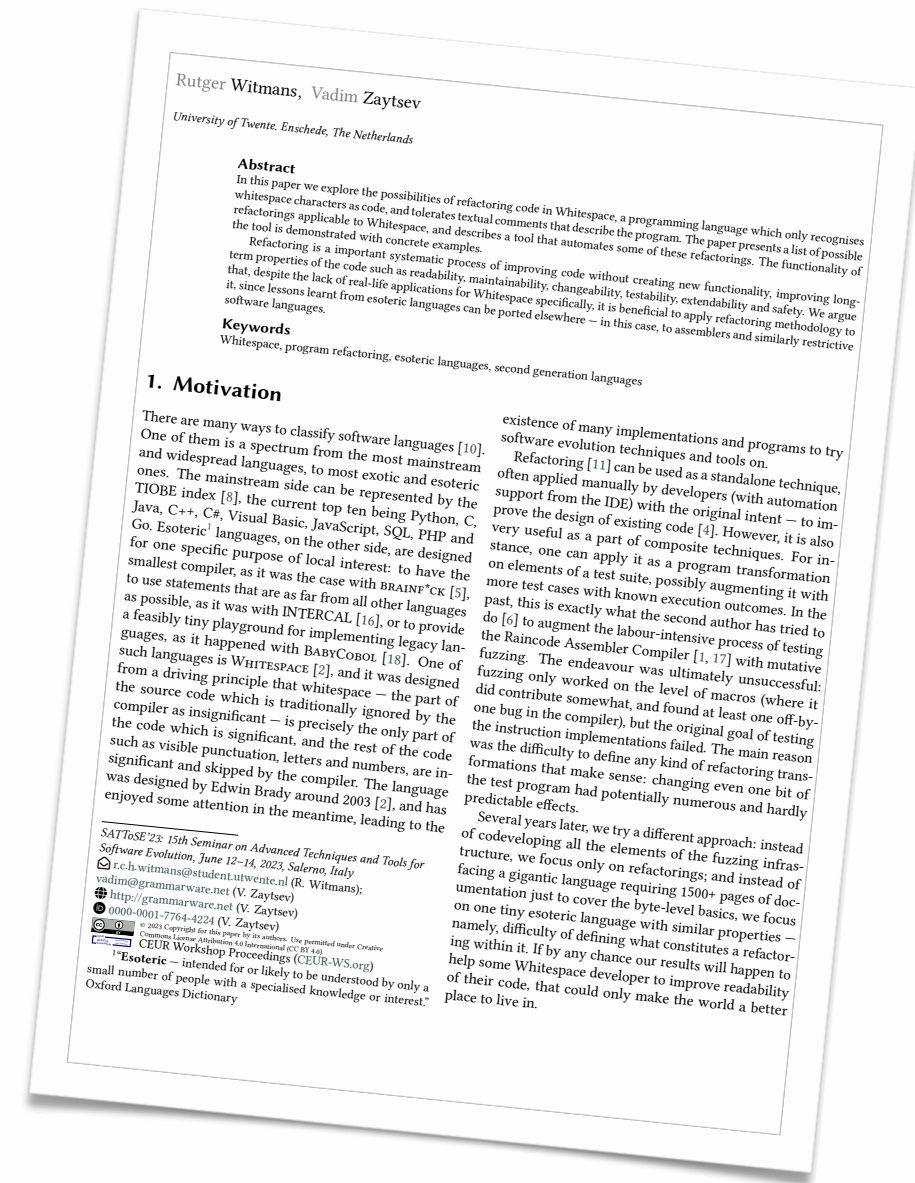 Rutger Witmans, Vadim Zaytsev
University of Twente. Enschede, The Netherlands
Abstract
In this paper we explore the possibilities of refactoring code in Whitespace, a programming language which only recognises
whitespace characters as code, and tolerates textual comments that describe the program. The paper presents a list of possible
refactorings applicable to Whitespace, and describes a tool that automates some of these refactorings. The functionality of
the tool is demonstrated with concrete examples.
Refactoring is a important systematic process of improving code without creating new functionality, improving long-
term properties of the code such as readability, maintainability, changeability, testability, extendability and safety. We argue
that, despite the lack of real-life applications for Whitespace specifically, it is beneficial to apply refactoring methodology to
it, since lessons learnt from esoteric languages can be ported elsewhere — in this case, to assemblers and similarly restrictive
software languages.
Keywords
Whitespace, program refactoring, esoteric languages, second generation languages
1. Motivation
There are many ways to classify software languages [10].
One of them is a spectrum from the most mainstream
and widespread languages, to most exotic and esoteric
ones. The mainstream side can be represented by the
TIOBE index [8], the current top ten being Python, C,
Java, C++, C#, Visual Basic, JavaScript, SQL, PHP and
Go. Esoteric¹ languages, on the other side, are designed
for one specific purpose of local interest: to have the
smallest compiler, as it was the case with BRAINF*CK [5],
to use statements that are as far from all other languages
as possible, as it was with INTERCAL [16], or to provide
a feasibly tiny playground for implementing legacy lan-
guages, as it happened with BABYCOBOL [18]. One of
such languages is WHITESPACE [2], and it was designed
from a driving principle that whitespace — the part of
the source code which is traditionally ignored by the
compiler as insignificant — is precisely the only part of
the code which is significant, and the rest of the code
such as visible punctuation, letters and numbers, are in-
significant and skipped by the compiler. The language
was designed by Edwin Brady around 2003 [2], and has
enjoyed some attention in the meantime, leading to the
SATToSE'23: 15th Seminar on Advanced Techniques and Tools for
Software Evolution, June 12–14, 2023, Salerno, Italy
r.c.h.witmans@student.utwente.nl (R. Witmans);
vadim@grammarware.net (V. Zaytsev)
http://grammarware.net (V. Zaytsev)
0000-0001-7764-4224 (V. Zaytsev)
© 2023 Copyright for this paper by its authors. Use permitted under Creative
Commons License Attribution 4.0 International (CC BY 4.0).
CEUR Workshop Proceedings (CEUR-WS.org)
¹“Esoteric — intended for or likely to be understood by only a
small number of people with a specialised knowledge or interest.”
Oxford Languages Dictionary
existence of many implementations and programs to try
software evolution techniques and tools on.
Refactoring [11] can be used as a standalone technique,
often applied manually by developers (with automation
support from the IDE) with the original intent — to im-
prove the design of existing code [4]. However, it is also
very useful as a part of composite techniques. For in-
stance, one can apply it as a program transformation
on elements of a test suite, possibly augmenting it with
more test cases with known execution outcomes. In the
past, this is exactly what the second author has tried to
do [6] to augment the labour-intensive process of testing
the Raincode Assembler Compiler [1, 17] with mutative
fuzzing. The endeavour was ultimately unsuccessful:
fuzzing only worked on the level of macros (where it
did contribute somewhat, and found at least one off-by-
one bug in the compiler), but the original goal of testing
the instruction implementations failed. The main reason
was the difficulty to define any kind of refactoring trans-
formations that make sense: changing even one bit of
the test program had potentially numerous and hardly
predictable effects.
Several years later, we try a different approach: instead
of codeveloping all the elements of the fuzzing infras-
tructure, we focus only on refactorings; and instead of
facing a gigantic language requiring 1500+ pages of doc-
umentation just to cover the byte-level basics, we focus
on one tiny esoteric language with similar properties —
namely, difficulty of defining what constitutes a refactor-
ing within it. If by any chance our results will happen to
help some Whitespace developer to improve readability
of their code, that could only make the world a better
place to live in.